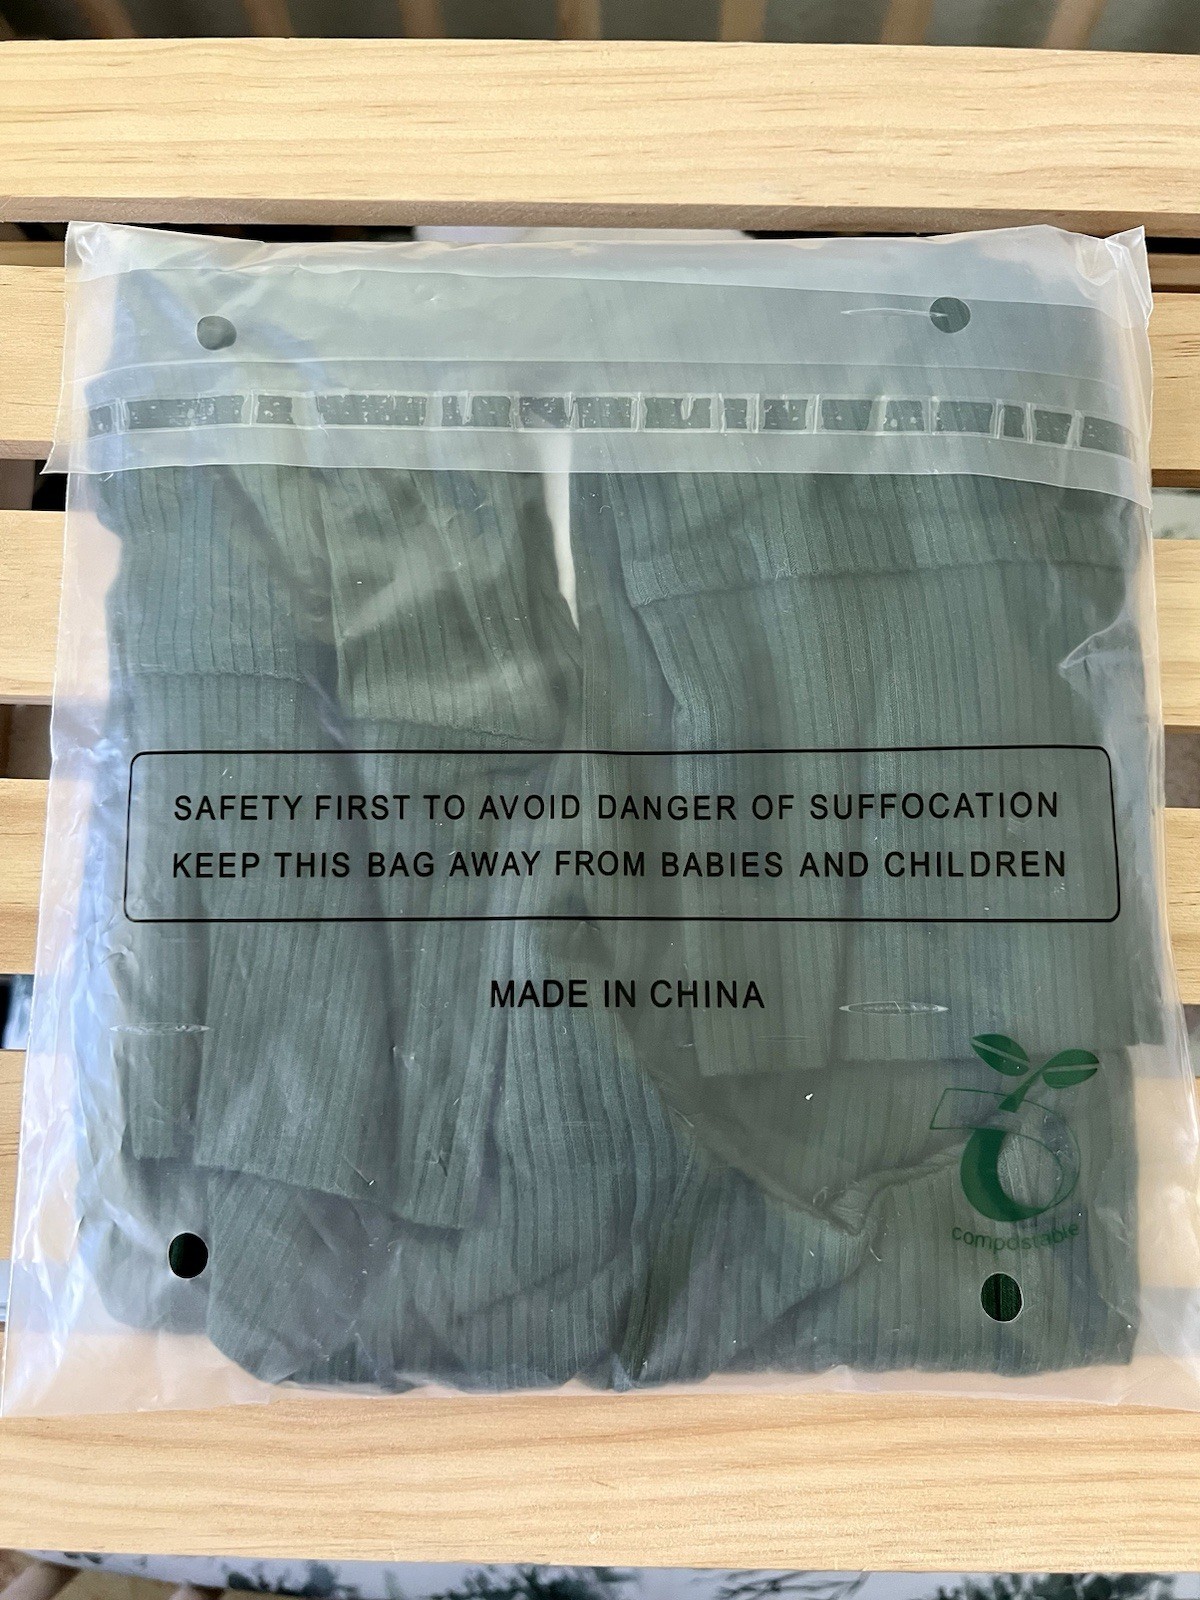 SAFETY FIRST TO AVOID DANGER OF SUFFOCATION
KEEP THIS BAG AWAY FROM BABIES AND CHILDREN
MADE IN CHINA
compostable